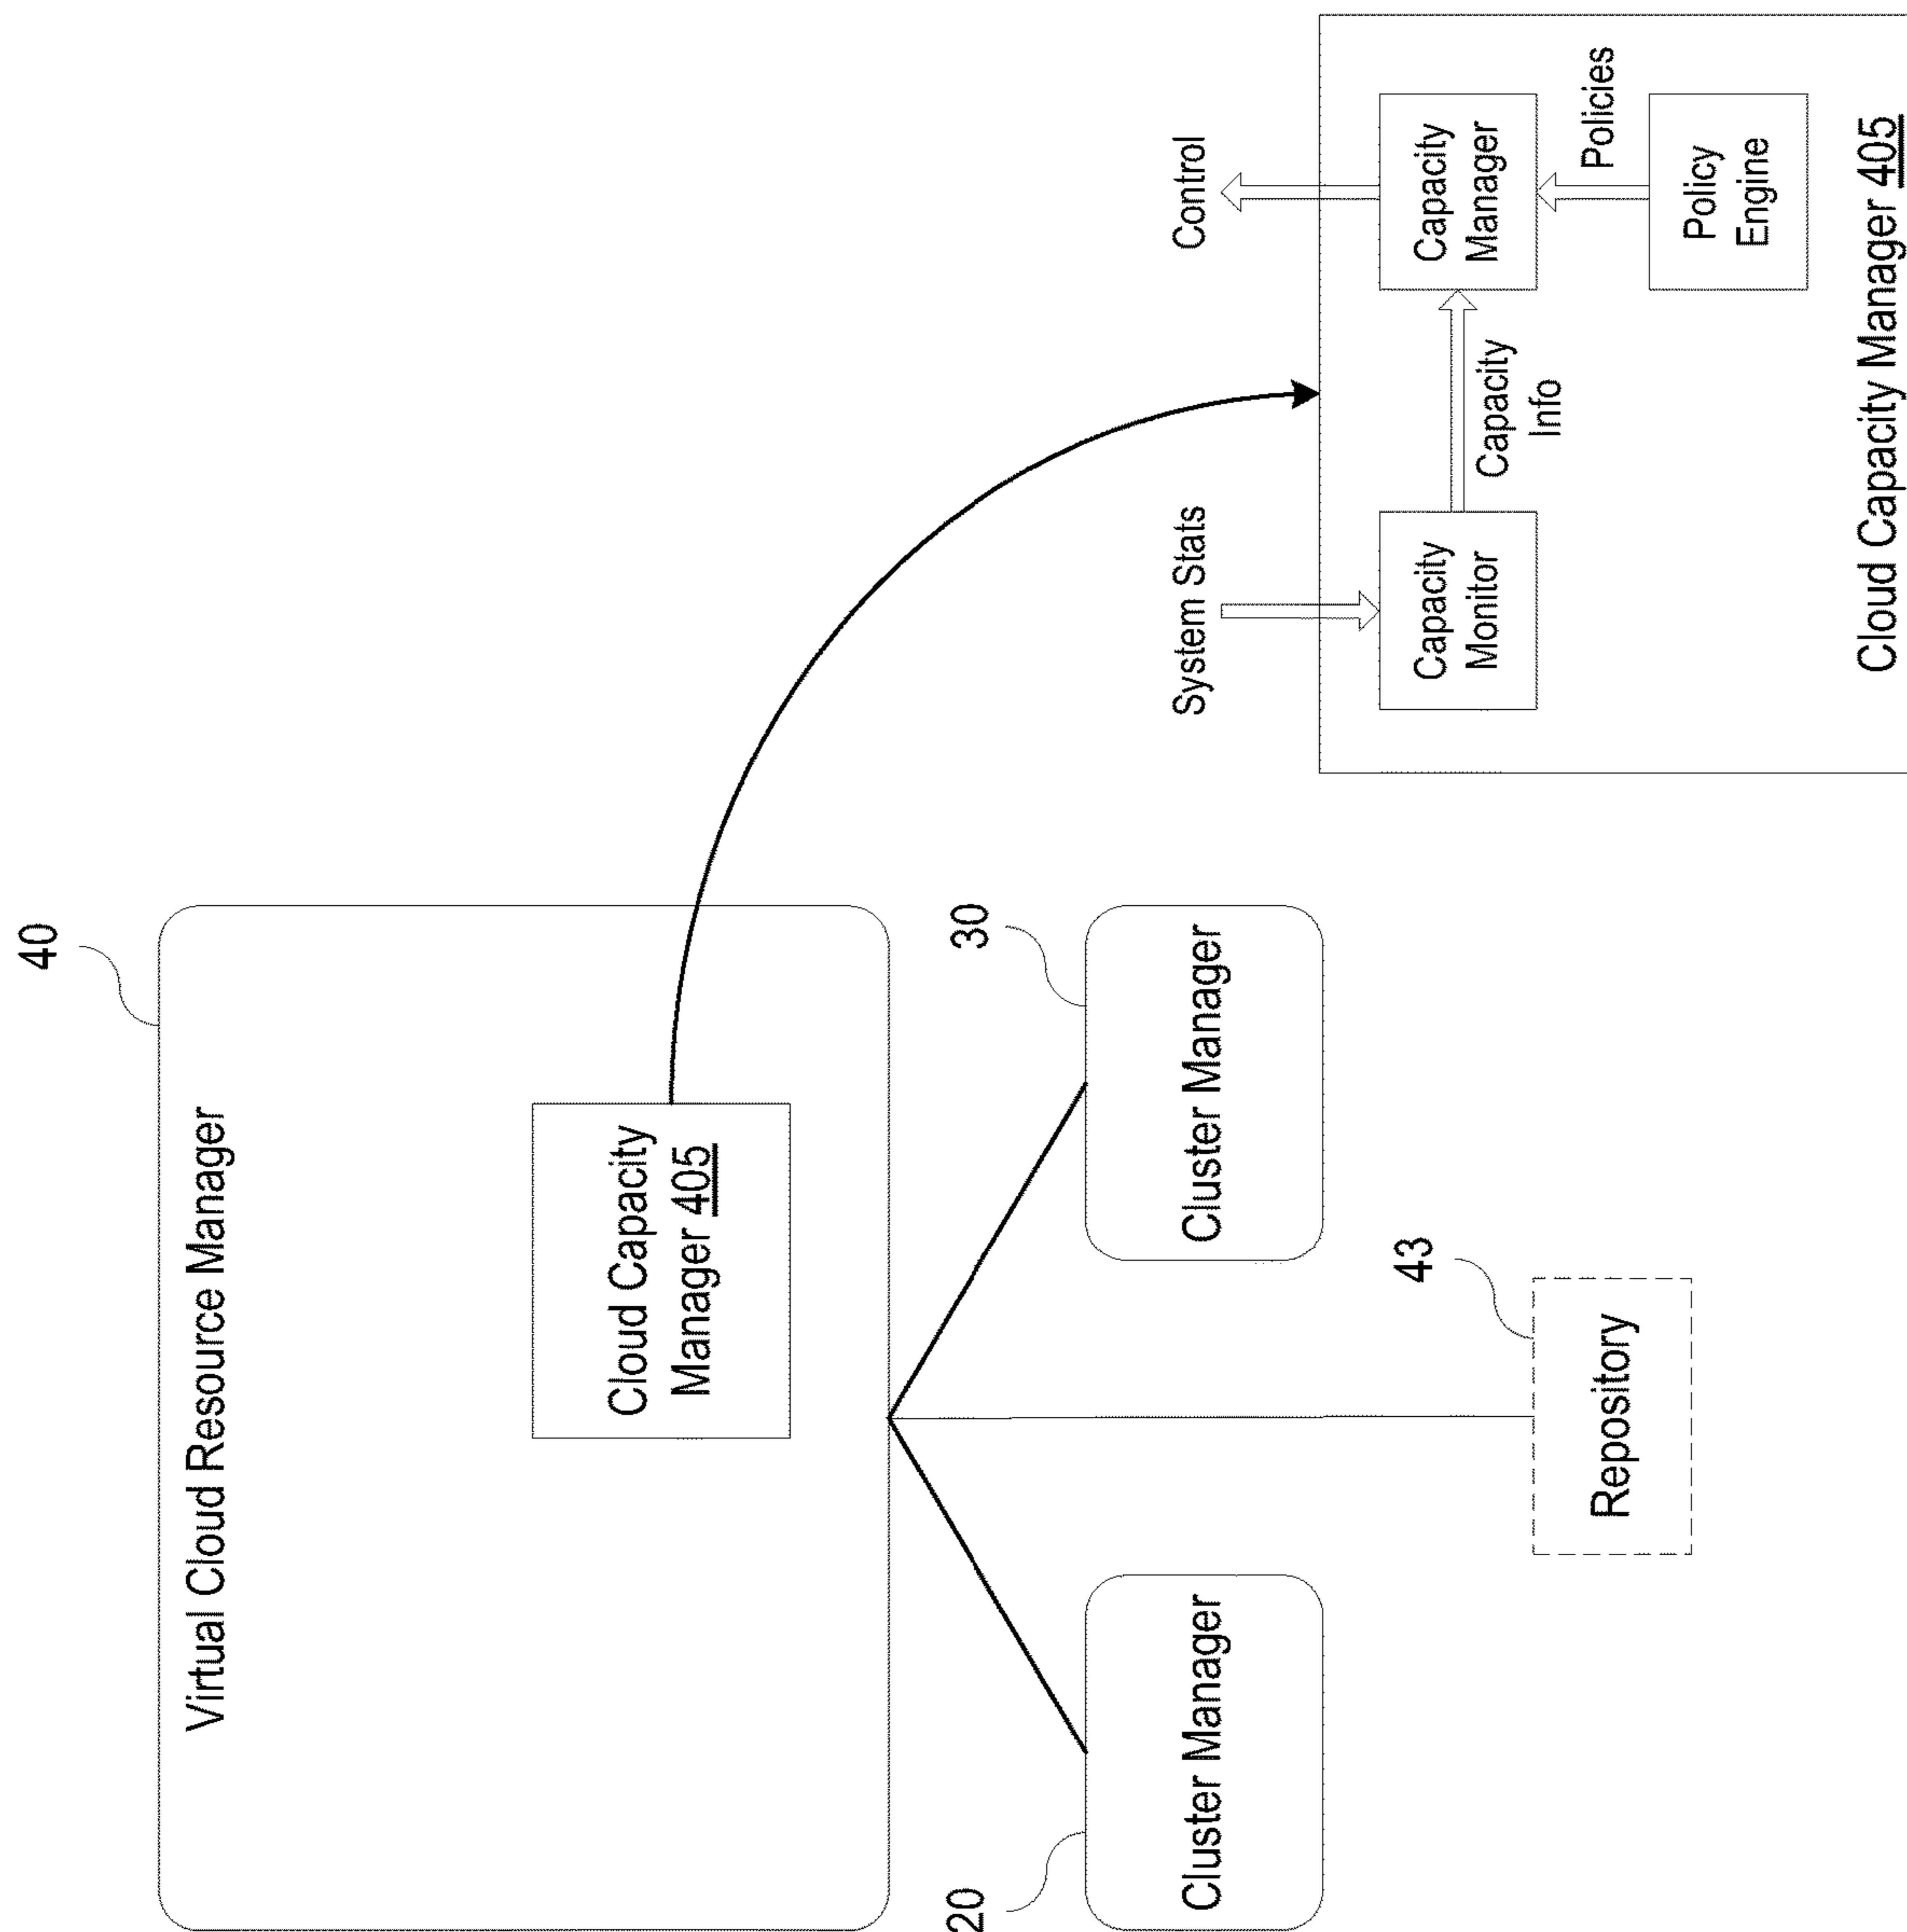 40
Virtual Cloud Resource Manager
Cloud Capacity
Manager 405
20
Cluster Manager
30
Cluster Manager
43
Repository
System Stats
Control
Capacity
Monitor
Capacity
Info
Capacity
Manager
Policies
Policy
Engine
Cloud Capacity Manager 405